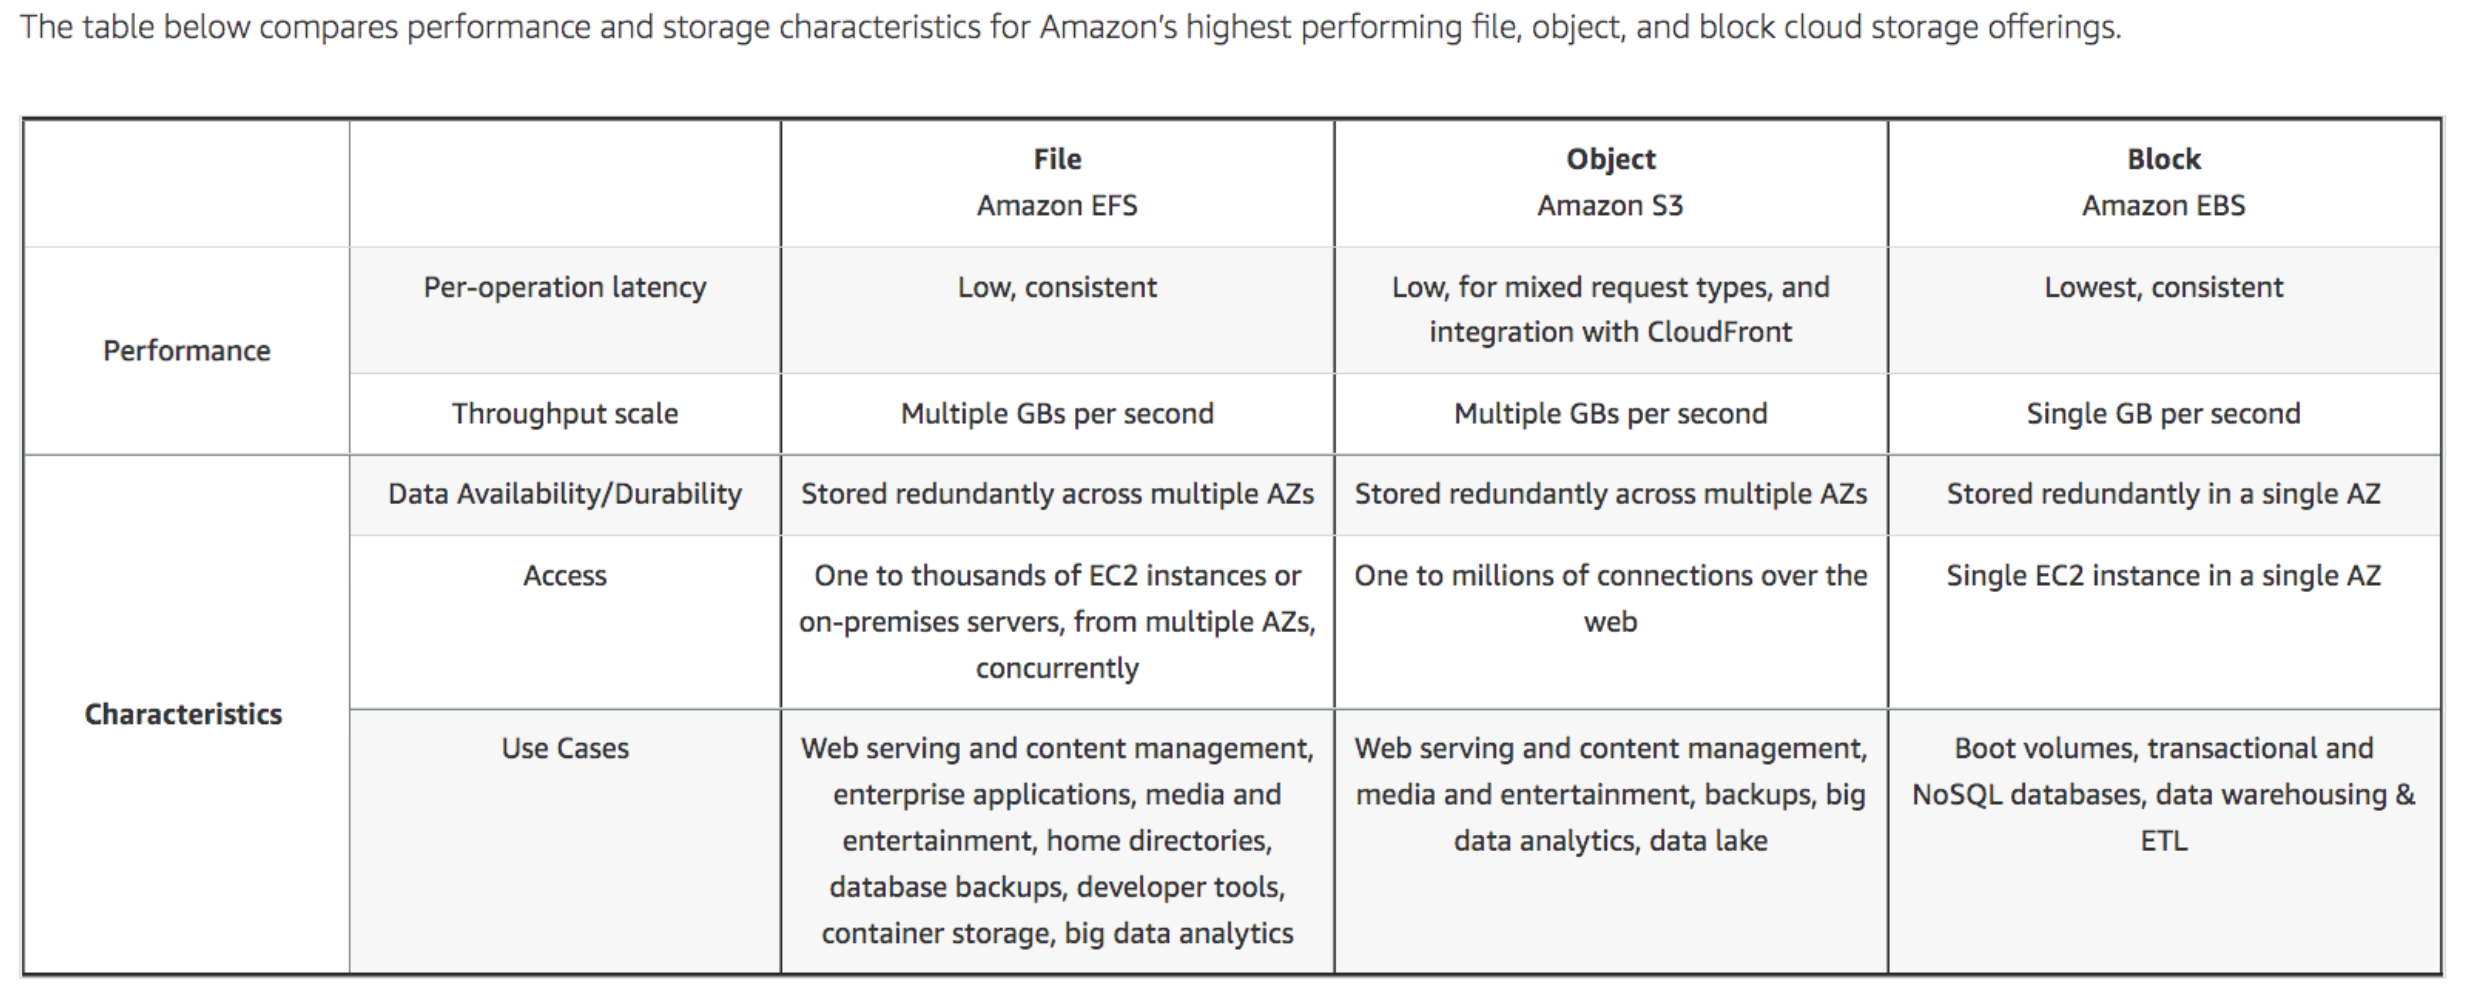 The table below compares performance and storage characteristics for Amazon’s highest performing file, object, and block cloud storage offerings.
File
Amazon EFS
Object
Amazon S3
Block
Amazon EBS
Performance
Per-operation latency
Low, consistent
Low, for mixed request types, and
integration with CloudFront
Lowest, consistent
Throughput scale
Multiple GBs per second
Multiple GBs per second
Single GB per second
Characteristics
Data Availability/Durability
Stored redundantly across multiple AZs
Stored redundantly across multiple AZs
Stored redundantly in a single AZ
Access
One to thousands of EC2 instances or
on-premises servers, from multiple AZs,
concurrently
One to millions of connections over the
web
Single EC2 instance in a single AZ
Use Cases
Web serving and content management,
enterprise applications, media and
entertainment, home directories,
database backups, developer tools,
container storage, big data analytics
Web serving and content management,
media and entertainment, backups, big
data analytics, data lake
Boot volumes, transactional and
NoSQL databases, data warehousing &
ETL